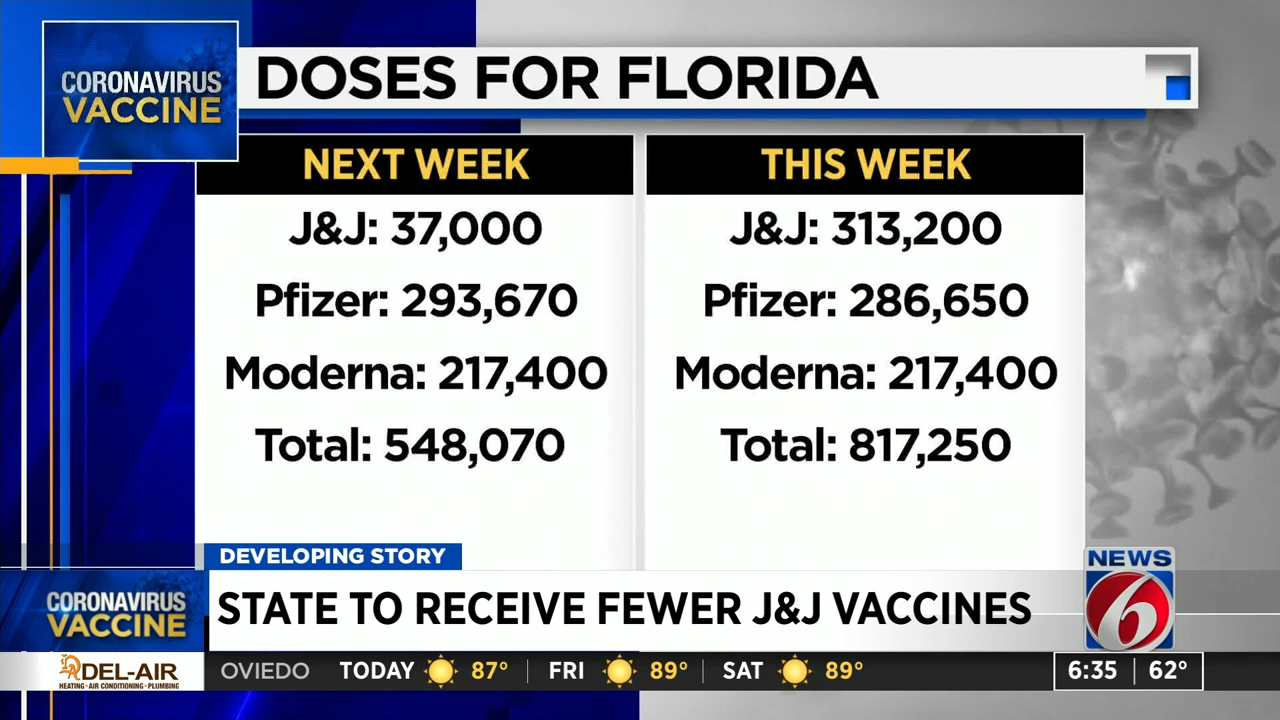 CORONAVIRUS
VACCINE
DOSES FOR FLORIDA
NEXT WEEK
J&J: 37,000
Pfizer: 293,670
Moderna: 217,400
Total: 548,070
THIS WEEK
J&J: 313,200
Pfizer: 286,650
Moderna: 217,400
Total: 817,250
DEVELOPING STORY
CORONAVIRUS
VACCINE
STATE TO RECEIVE FEWER J&J VACCINES
NEWS
6
DEL-AIR
HEATING · AIR CONDITIONING · PLUMBING
OVIEDO TODAY 87° FRI 89° SAT 89°
6:35 62°